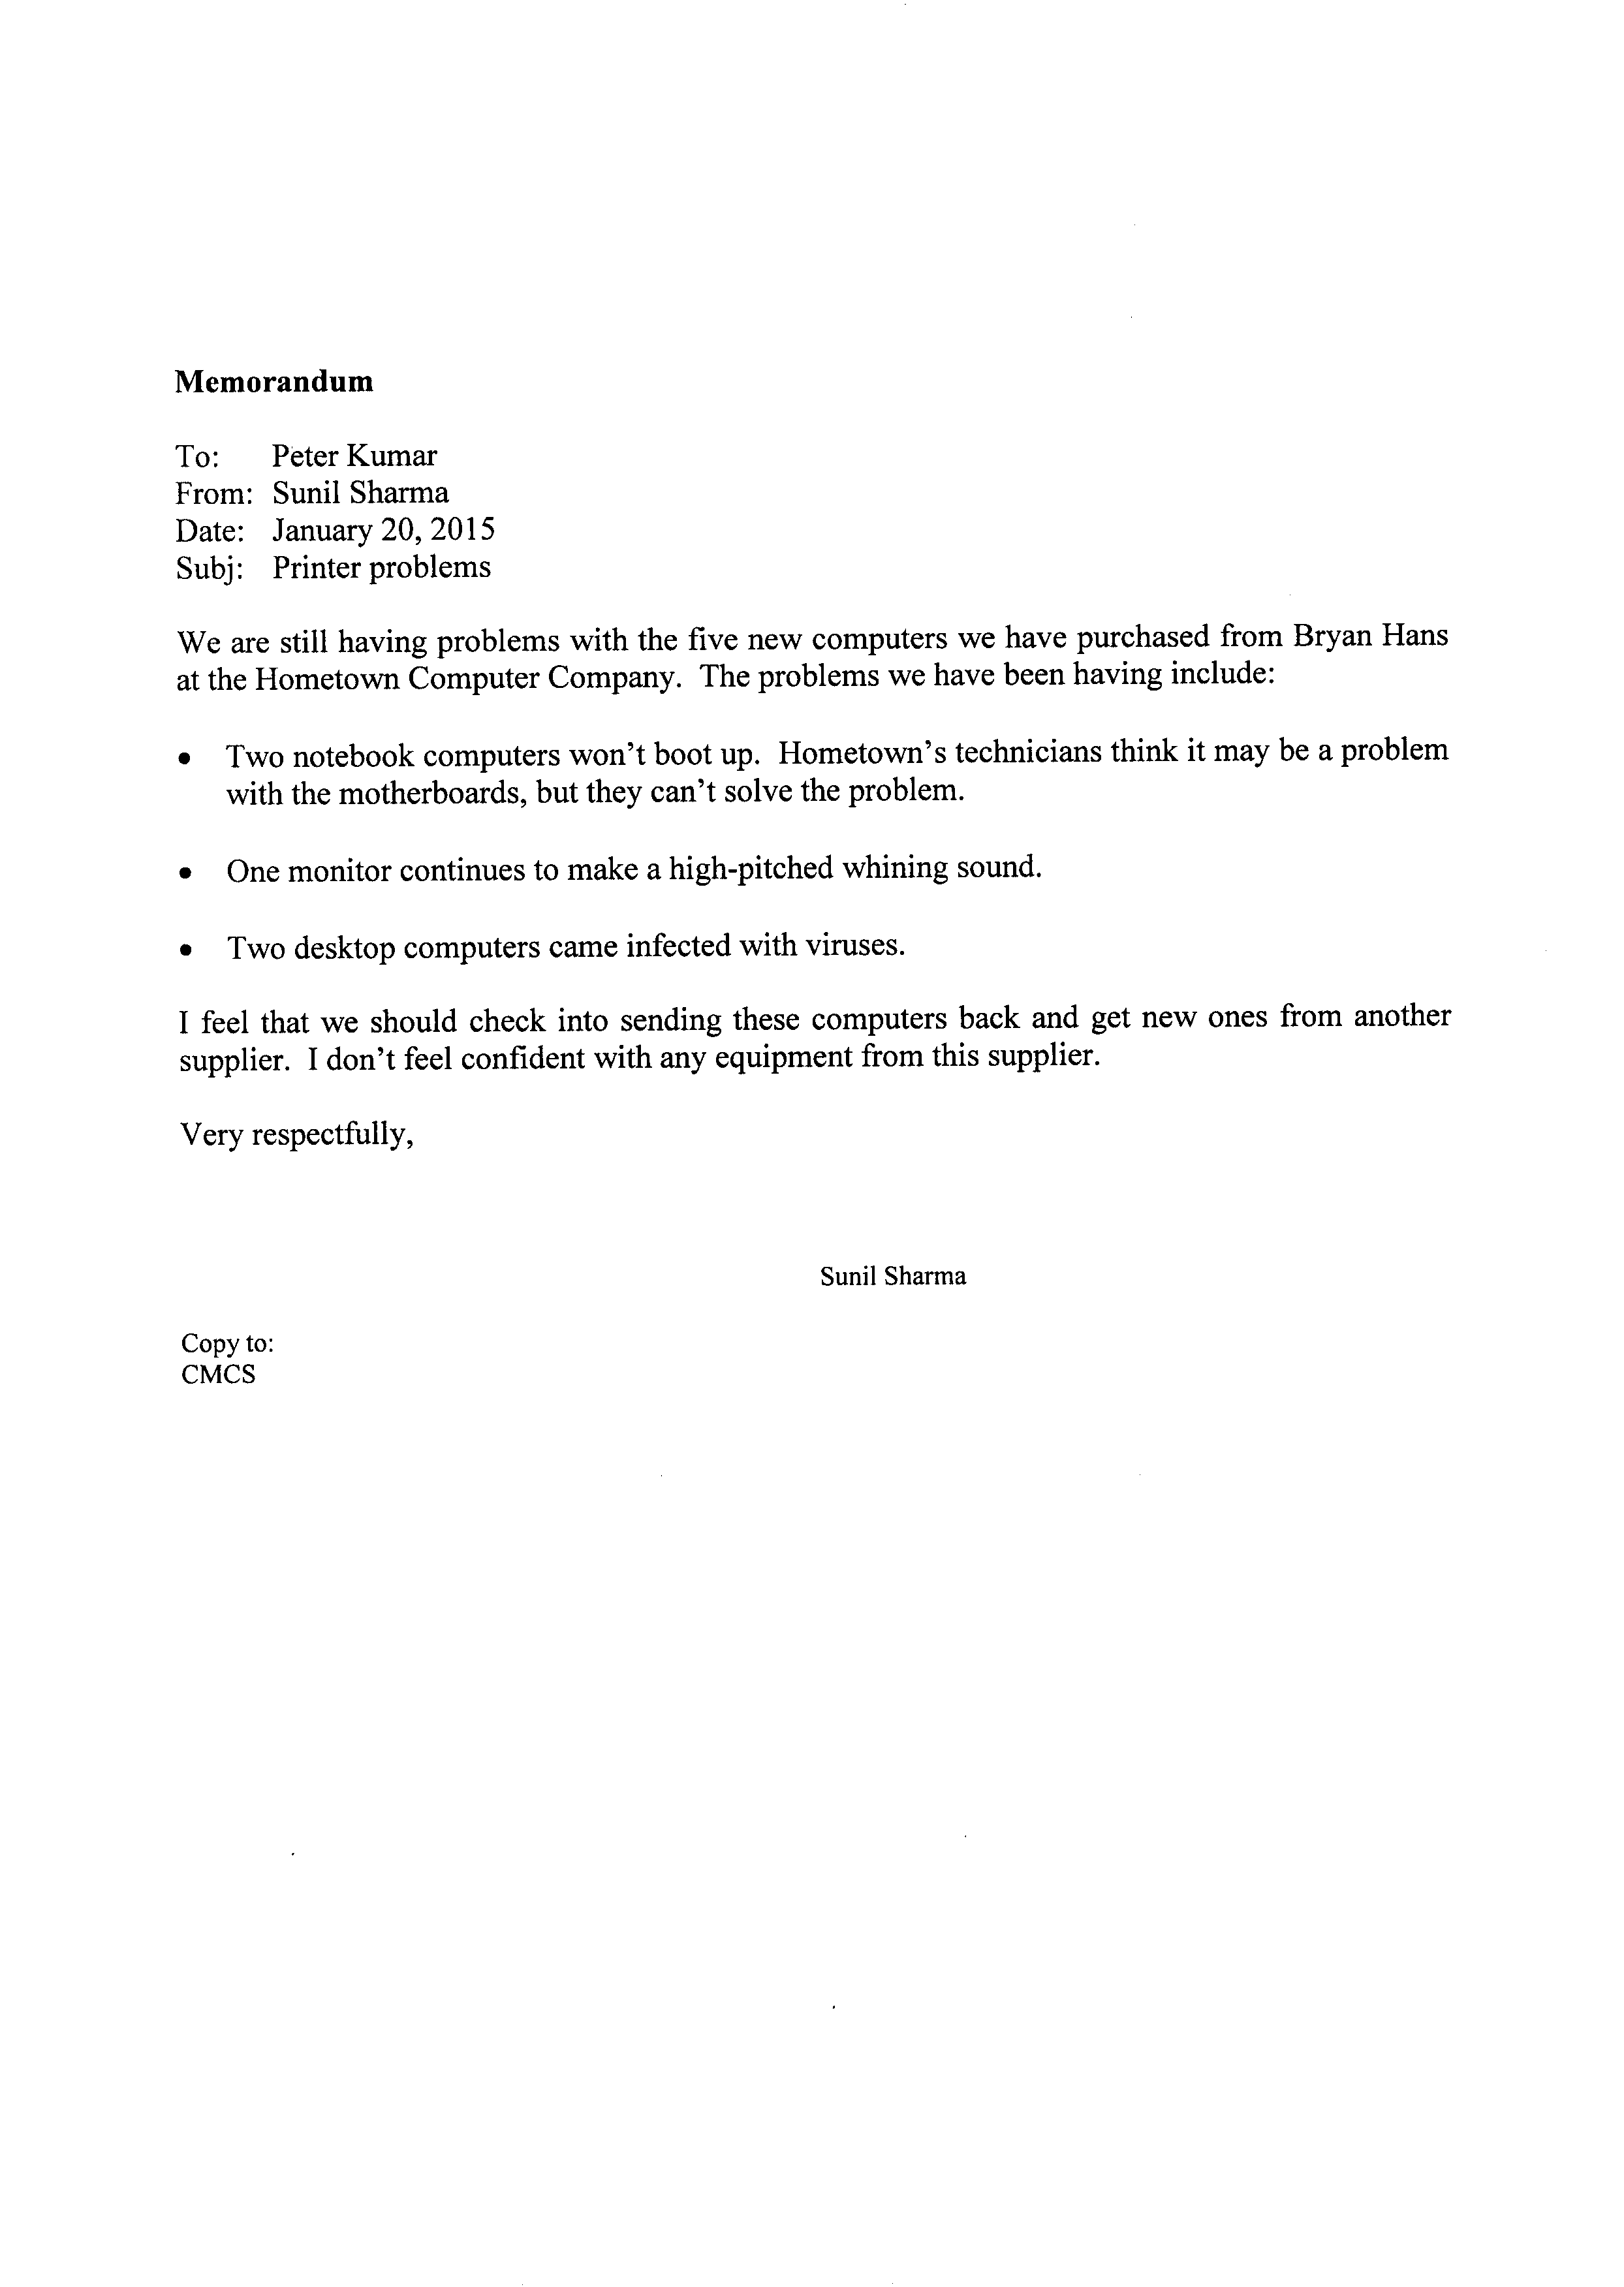 Memorandum
To: Peter Kumar
From: Sunil Sharma
Date: January 20, 2015
Subj: Printer problems
We are still having problems with the five new computers we have purchased from Bryan Hans
at the Hometown Computer Company. The problems we have been having include:
• Two notebook computers won't boot up. Hometown's technicians think it may be a problem
with the motherboards, but they can't solve the problem.
• One monitor continues to make a high-pitched whining sound.
• Two desktop computers came infected with viruses.
I feel that we should check into sending these computers back and get new ones from another
supplier. I don't feel confident with any equipment from this supplier.
Very respectfully,
Sunil Sharma
Copy to:
CMCS